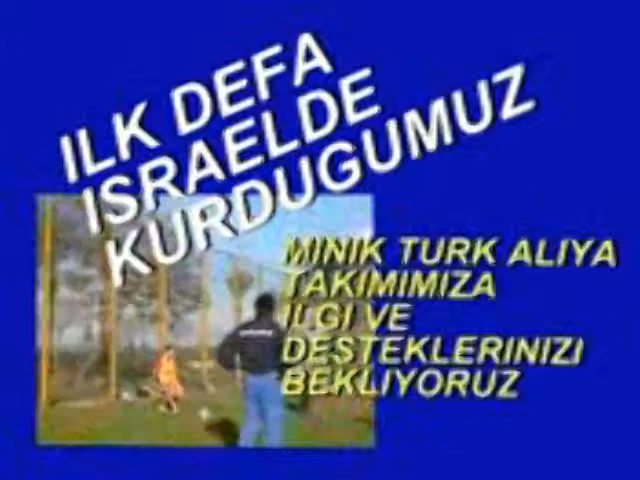 ILK DEFA
ISRAELDE
KURDUGUMUZ
MINIK TURK ALIYA
TAKIMIMIZA
ILGI VE
DESTEKLERINIZI
BEKLIYORUZ